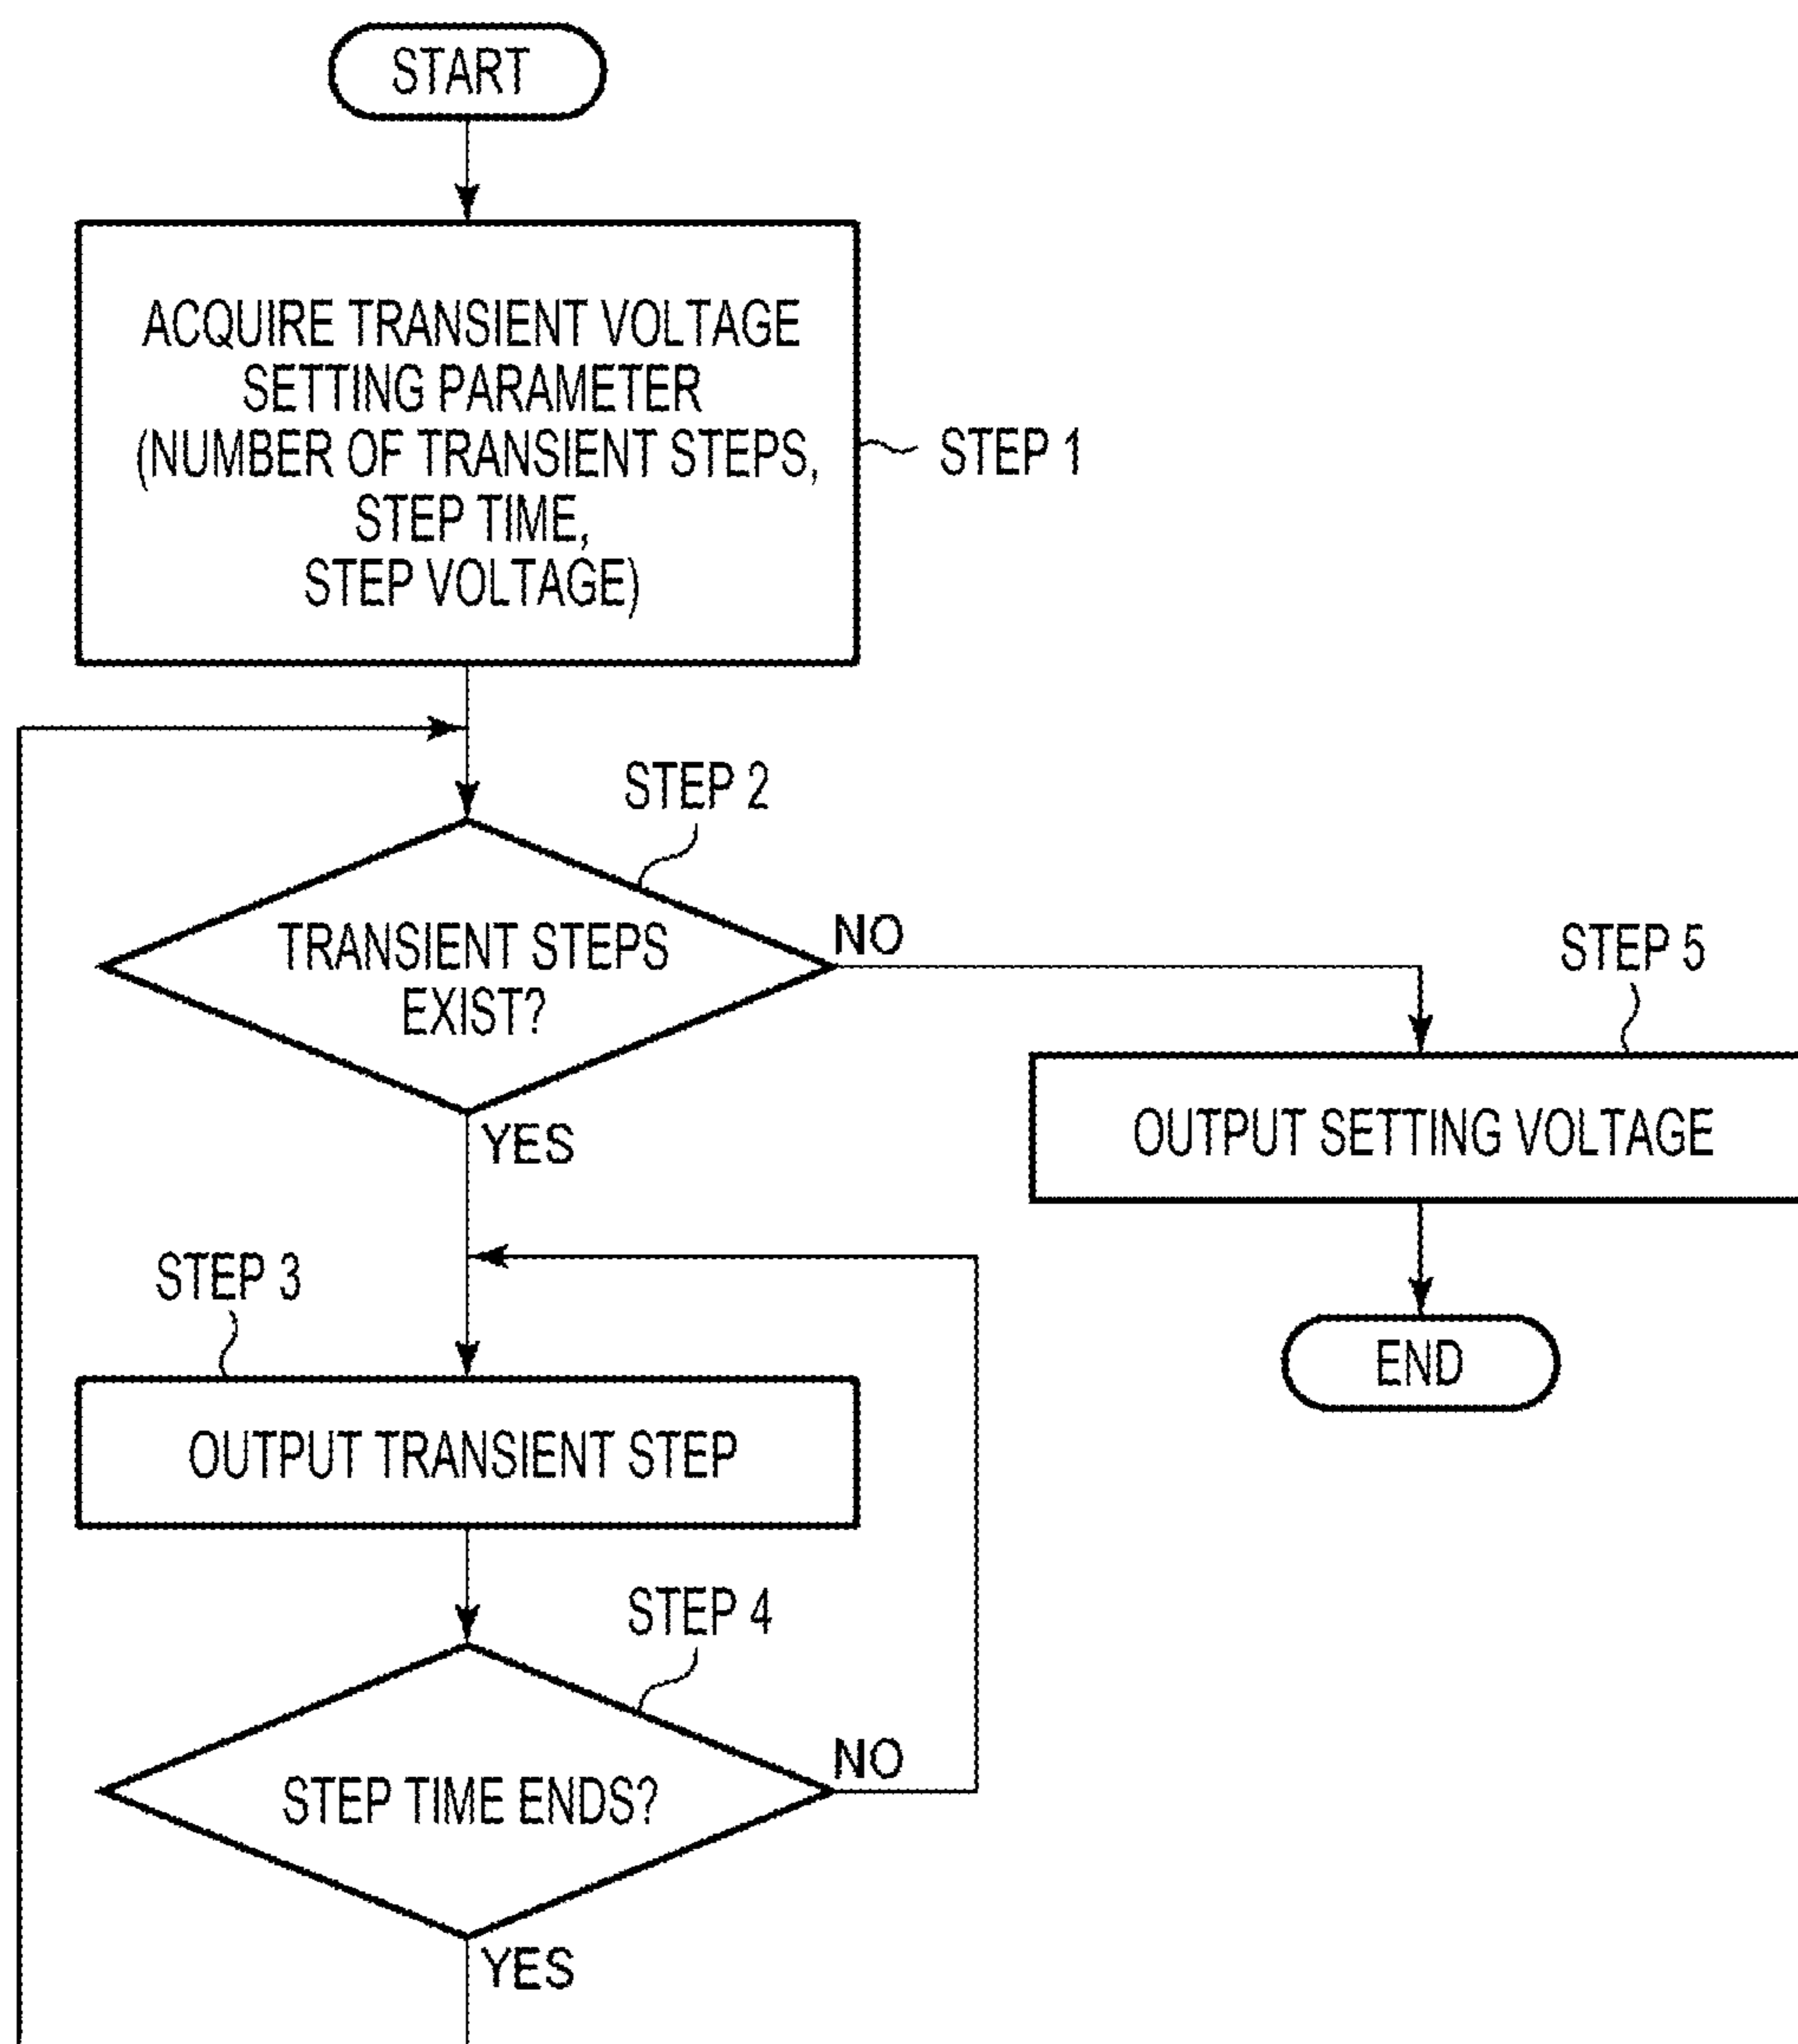 START
ACQUIRE TRANSIENT VOLTAGE
SETTING PARAMETER
(NUMBER OF TRANSIENT STEPS,
STEP TIME,
STEP VOLTAGE)
STEP 1
STEP 2
TRANSIENT STEPS
EXIST?
NO
YES
STEP 5
OUTPUT SETTING VOLTAGE
END
STEP 3
OUTPUT TRANSIENT STEP
STEP 4
STEP TIME ENDS?
NO
YES